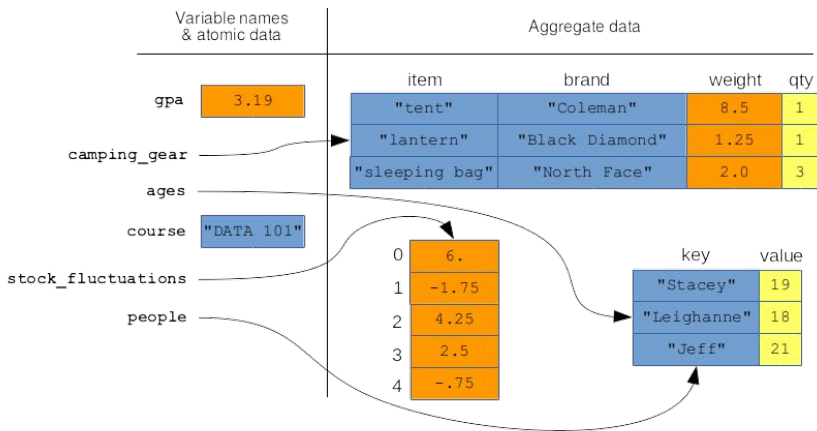 Variable names
& atomic data
Aggregate data
item brand weight qty
gpa 3.19
"tent" "Coleman" 8.5 1
camping_gear
"lantern" "Black Diamond" 1.25 1
"sleeping bag" "North Face" 2.0 3
ages
course "DATA 101"
stock_fluctuations
people
0 6.
1 -1.75
2 4.25
3 2.5
4 -.75
key value
"Stacey" 19
"Leighanne" 18
"Jeff" 21